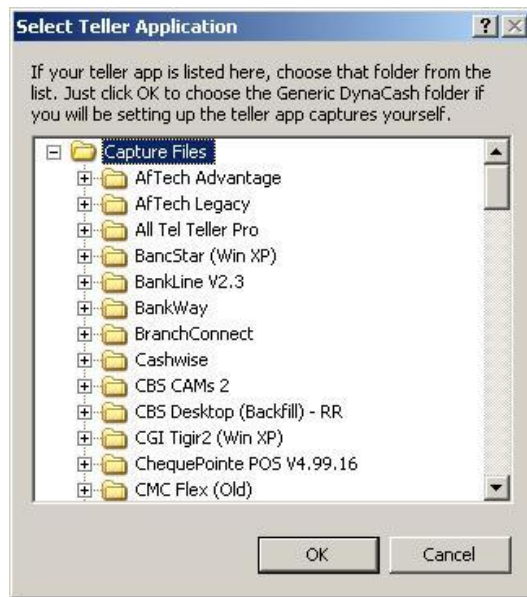 Select Teller Application
If your teller app is listed here, choose that folder from the
list. Just click OK to choose the Generic DynaCash folder if
you will be setting up the teller app captures yourself.
Capture Files
AfTech Advantage
AfTech Legacy
All Tel Teller Pro
BancStar (Win XP)
BankLine V2.3
BankWay
BranchConnect
Cashwise
CBS CAMs 2
CBS Desktop (Backfill) - RR
CGI Tigir2 (Win XP)
ChequePointe POS V4.99.16
CMC Flex (Old)
OK Cancel